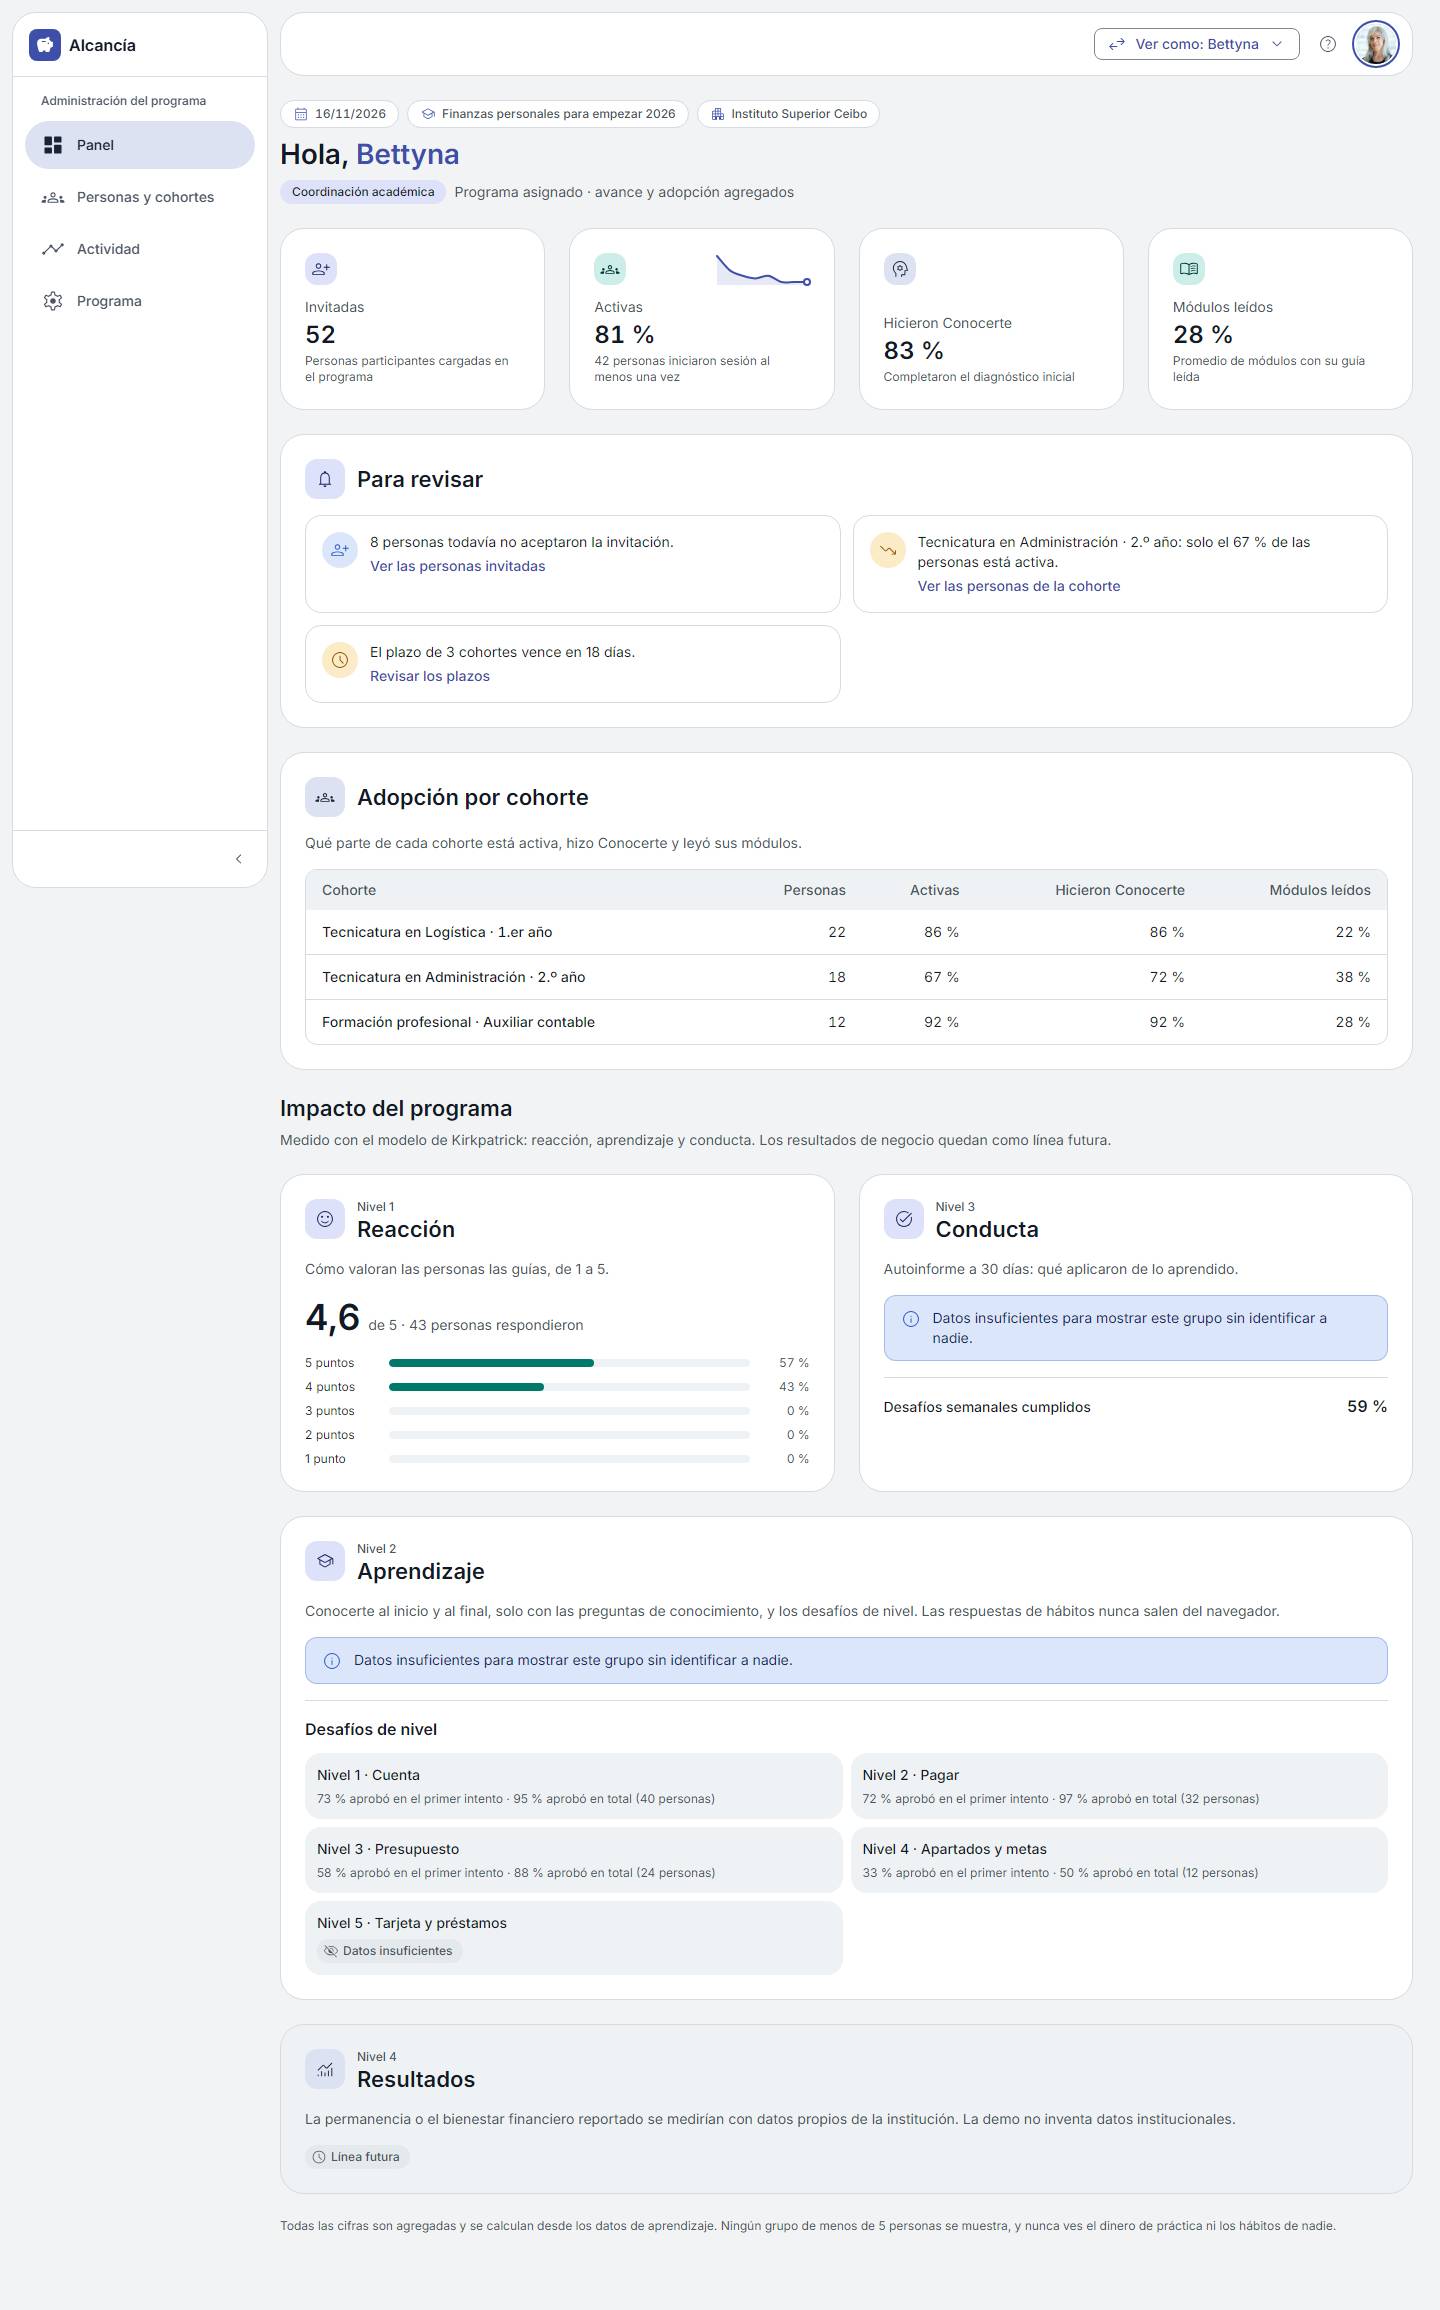 Alcancía
Administración del programa
Panel
Personas y cohortes
Actividad
Programa
Ver como: Bettyna
16/11/2026
Finanzas personales para empezar 2026
Instituto Superior Ceibo
Hola, Bettyna
Coordinación académica
Programa asignado · avance y adopción agregados
Invitadas
52
Personas participantes cargadas en
el programa
Activas
81 %
42 personas iniciaron sesión al
menos una vez
Hicieron Conocerte
83 %
Completaron el diagnóstico inicial
Módulos leídos
28 %
Promedio de módulos con su guía
leída
Para revisar
8 personas todavía no aceptaron la invitación.
Ver las personas invitadas
Tecnicatura en Administración · 2.º año: solo el 67 % de las
personas está activa.
Ver las personas de la cohorte
El plazo de 3 cohortes vence en 18 días.
Revisar los plazos
Adopción por cohorte
Qué parte de cada cohorte está activa, hizo Conocerte y leyó sus módulos.
Cohorte Personas Activas Hicieron Conocerte Módulos leídos
Tecnicatura en Logística · 1.er año 22 86 % 86 % 22 %
Tecnicatura en Administración · 2.º año 18 67 % 72 % 38 %
Formación profesional · Auxiliar contable 12 92 % 92 % 28 %
Impacto del programa
Medido con el modelo de Kirkpatrick: reacción, aprendizaje y conducta. Los resultados de negocio quedan como línea futura.
Nivel 1
Reacción
Cómo valoran las personas las guías, de 1 a 5.
4,6 de 5 · 43 personas respondieron
5 puntos 57 %
4 puntos 43 %
3 puntos 0 %
2 puntos 0 %
1 punto 0 %
Nivel 3
Conducta
Autoinforme a 30 días: qué aplicaron de lo aprendido.
Datos insuficientes para mostrar este grupo sin identificar a
nadie.
Desafíos semanales cumplidos 59 %
Nivel 2
Aprendizaje
Conocerte al inicio y al final, solo con las preguntas de conocimiento, y los desafíos de nivel. Las respuestas de hábitos nunca salen del navegador.
Datos insuficientes para mostrar este grupo sin identificar a nadie.
Desafíos de nivel
Nivel 1 · Cuenta
73 % aprobó en el primer intento · 95 % aprobó en total (40 personas)
Nivel 2 · Pagar
72 % aprobó en el primer intento · 97 % aprobó en total (32 personas)
Nivel 3 · Presupuesto
58 % aprobó en el primer intento · 88 % aprobó en total (24 personas)
Nivel 4 · Apartados y metas
33 % aprobó en el primer intento · 50 % aprobó en total (12 personas)
Nivel 5 · Tarjeta y préstamos
Datos insuficientes
Nivel 4
Resultados
La permanencia o el bienestar financiero reportado se medirían con datos propios de la institución. La demo no inventa datos institucionales.
Línea futura
Todas las cifras son agregadas y se calculan desde los datos de aprendizaje. Ningún grupo de menos de 5 personas se muestra, y nunca ves el dinero de práctica ni los hábitos de nadie.